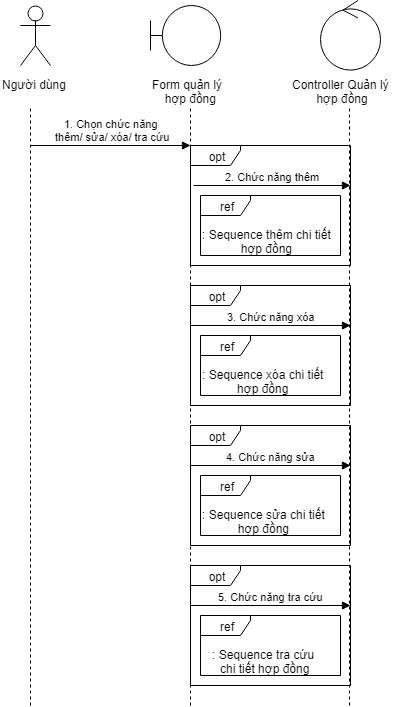 Người dùng
Form quản lý
hợp đồng
Controller Quản lý
hợp đồng
1. Chọn chức năng
thêm/ sửa/ xóa/ tra cứu
opt
2. Chức năng thêm
ref
: Sequence thêm chi tiết
hợp đồng
opt
3. Chức năng xóa
ref
: Sequence xóa chi tiết
hợp đồng
opt
4. Chức năng sửa
ref
: Sequence sửa chi tiết
hợp đồng
opt
5. Chức năng tra cứu
ref
: Sequence tra cứu
chi tiết hợp đồng